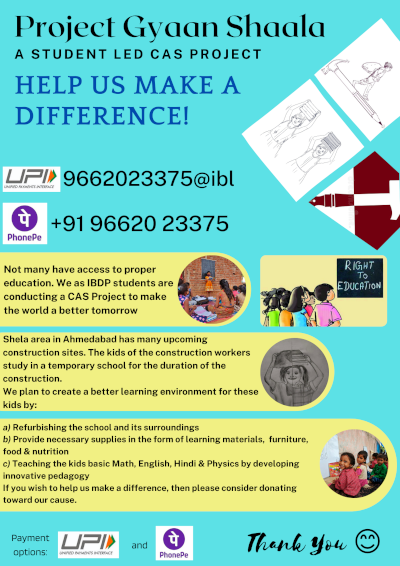 Project Gyaan Shaala
A STUDENT LED CAS PROJECT
HELP US MAKE A
DIFFERENCE!
UPI
UNIFIED PAYMENTS INTERFACE
9662023375@ibl
पे
PhonePe
+91 96620 23375
Not many have access to proper
education. We as IBDP students are
conducting a CAS Project to make
the world a better tomorrow
RIGHT
TO
EDUCATION
Shela area in Ahmedabad has many upcoming
construction sites. The kids of the construction workers
study in a temporary school for the duration of the
construction.
We plan to create a better learning environment for these
kids by:
a) Refurbishing the school and its surroundings
b) Provide necessary supplies in the form of learning materials, furniture,
food & nutrition
c) Teaching the kids basic Math, English, Hindi & Physics by developing
innovative pedagogy
If you wish to help us make a difference, then please consider donating
toward our cause.
Payment
options:
UPI
UNIFIED PAYMENTS INTERFACE
and
पे
PhonePe
Thank You